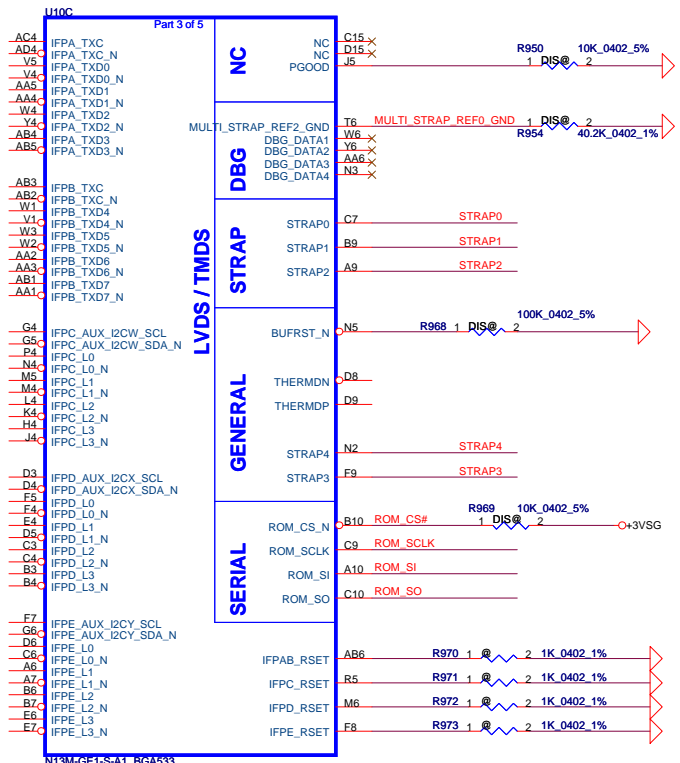 U10C
Part 3 of 5
AC4 IFPA_TXC
AD4 IFPA_TXC_N
V5 IFPA_TXD0
V4 IFPA_TXD0_N
AA5 IFPA_TXD1
AA4 IFPA_TXD1_N
W4 IFPA_TXD2
Y4 IFPA_TXD2_N
AB4 IFPA_TXD3
AB5 IFPA_TXD3_N
AB3 IFPB_TXC
AB2 IFPB_TXC_N
W1 IFPB_TXD4
V1 IFPB_TXD4_N
W3 IFPB_TXD5
W2 IFPB_TXD5_N
AA2 IFPB_TXD6
AA3 IFPB_TXD6_N
AB1 IFPB_TXD7
AA1 IFPB_TXD7_N
G4 IFPC_AUX_I2CW_SCL
G5 IFPC_AUX_I2CW_SDA_N
P4 IFPC_L0
N4 IFPC_L0_N
M5 IFPC_L1
M4 IFPC_L1_N
L4 IFPC_L2
K4 IFPC_L2_N
H4 IFPC_L3
J4 IFPC_L3_N
D3 IFPD_AUX_I2CX_SCL
D4 IFPD_AUX_I2CX_SDA_N
F5 IFPD_L0
F4 IFPD_L0_N
E4 IFPD_L1
D5 IFPD_L1_N
C3 IFPD_L2
C4 IFPD_L2_N
B3 IFPD_L3
B4 IFPD_L3_N
F7 IFPE_AUX_I2CY_SCL
G6 IFPE_AUX_I2CY_SDA_N
D6 IFPE_L0
C6 IFPE_L0_N
A6 IFPE_L1
A7 IFPE_L1_N
B6 IFPE_L2
B7 IFPE_L2_N
E6 IFPE_L3
E7 IFPE_L3_N
LVDS / TMDS
NC
NC C15
NC D15
PGOOD J5 R950 1 DIS@ 2 10K_0402_5%
DBG
MULTI_STRAP_REF2_GND T6 MULTI_STRAP_REF0_GND 1 DIS@ 2
R954 40.2K_0402_1%
DBG_DATA1 W6
DBG_DATA2 Y6
DBG_DATA3 AA6
DBG_DATA4 N3
STRAP
STRAP0 C7 STRAP0
STRAP1 B9 STRAP1
STRAP2 A9 STRAP2
GENERAL
100K_0402_5%
BUFRST_N N5 R968 1 DIS@ 2
THERMDN D8
THERMDP D9
STRAP4 N2 STRAP4
STRAP3 F9 STRAP3
SERIAL
R969 10K_0402_5%
ROM_CS_N B10 ROM_CS# 1 DIS@ 2 +3VSG
ROM_SCLK C9 ROM_SCLK
ROM_SI A10 ROM_SI
ROM_SO C10 ROM_SO
IFPAB_RSET AB6 R970 1 @ 2 1K_0402_1%
IFPC_RSET R5 R971 1 @ 2 1K_0402_1%
IFPD_RSET M6 R972 1 @ 2 1K_0402_1%
IFPE_RSET F8 R973 1 @ 2 1K_0402_1%
N13M-GE1-S-A1_BGA533